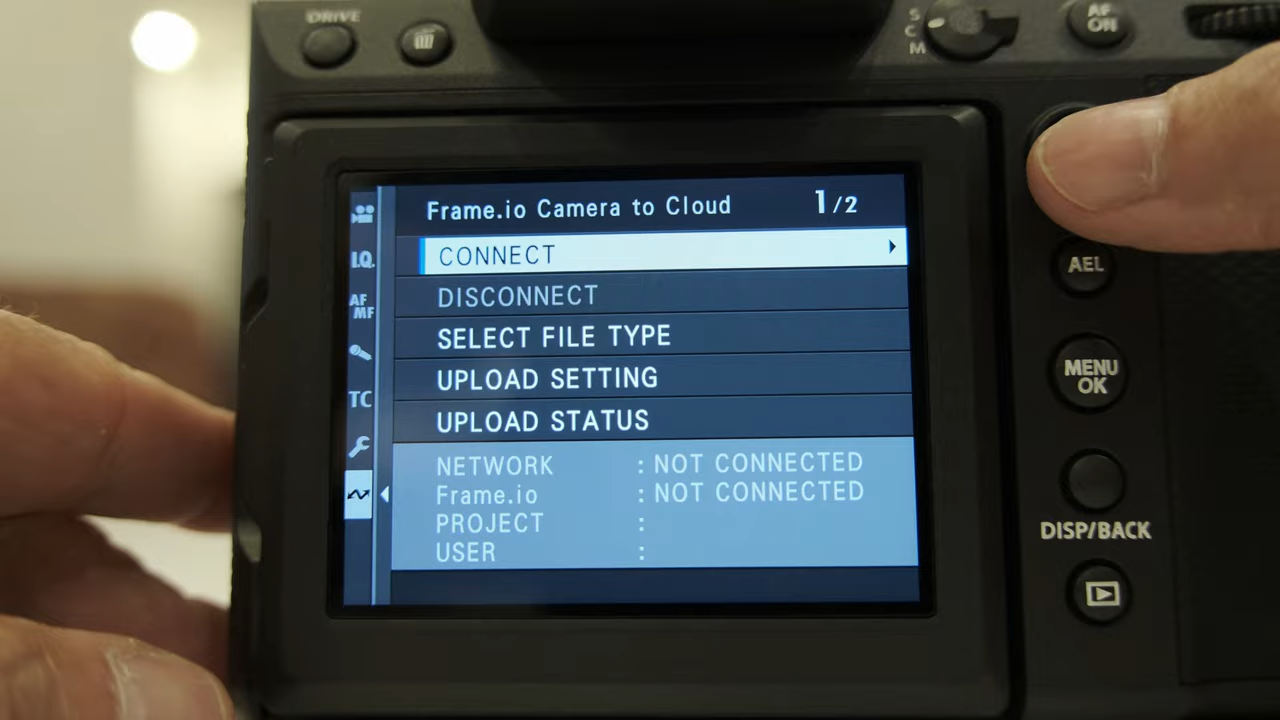 DRIVE
S
C
M
AF
ON
Frame.io Camera to Cloud 1/2
I.Q.
CONNECT
AF
MF
DISCONNECT
SELECT FILE TYPE
UPLOAD SETTING
TC
UPLOAD STATUS
NETWORK : NOT CONNECTED
Frame.io : NOT CONNECTED
PROJECT :
USER :
AEL
MENU
OK
DISP/BACK